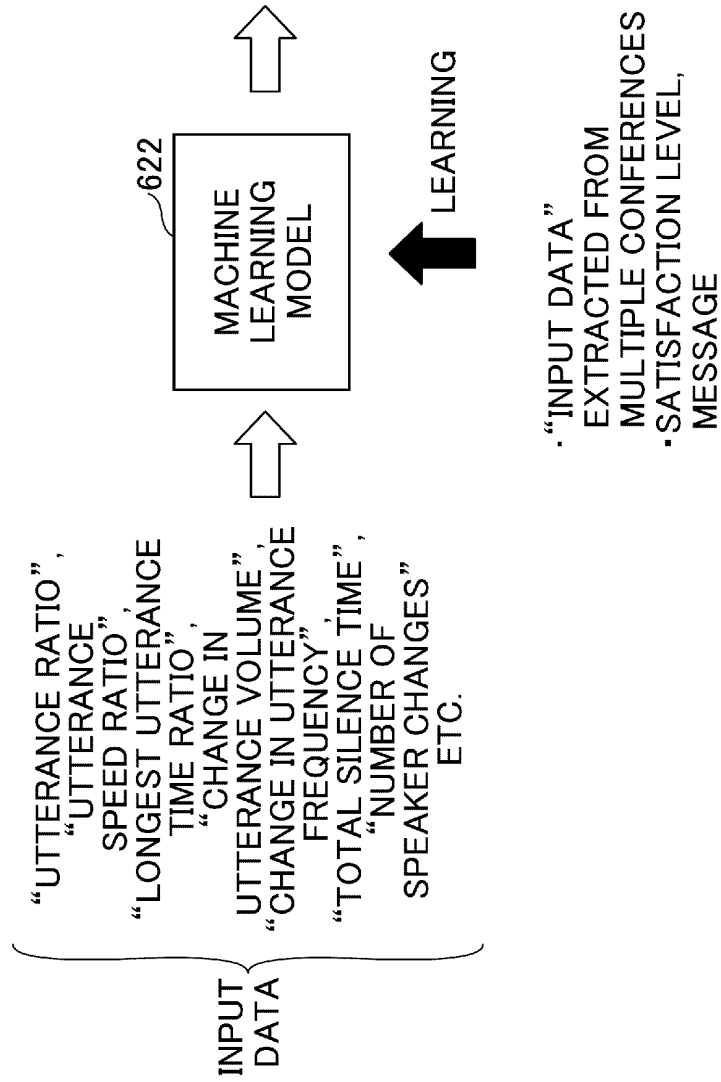 INPUT
DATA
“UTTERANCE RATIO”,
“UTTERANCE
SPEED RATIO”,
“LONGEST UTTERANCE
TIME RATIO”,
“CHANGE IN
UTTERANCE VOLUME”,
“CHANGE IN UTTERANCE
FREQUENCY”,
“TOTAL SILENCE TIME”,
“NUMBER OF
SPEAKER CHANGES”
ETC.
622
MACHINE
LEARNING
MODEL
LEARNING
・“INPUT DATA”
EXTRACTED FROM
MULTIPLE CONFERENCES
・SATISFACTION LEVEL,
MESSAGE